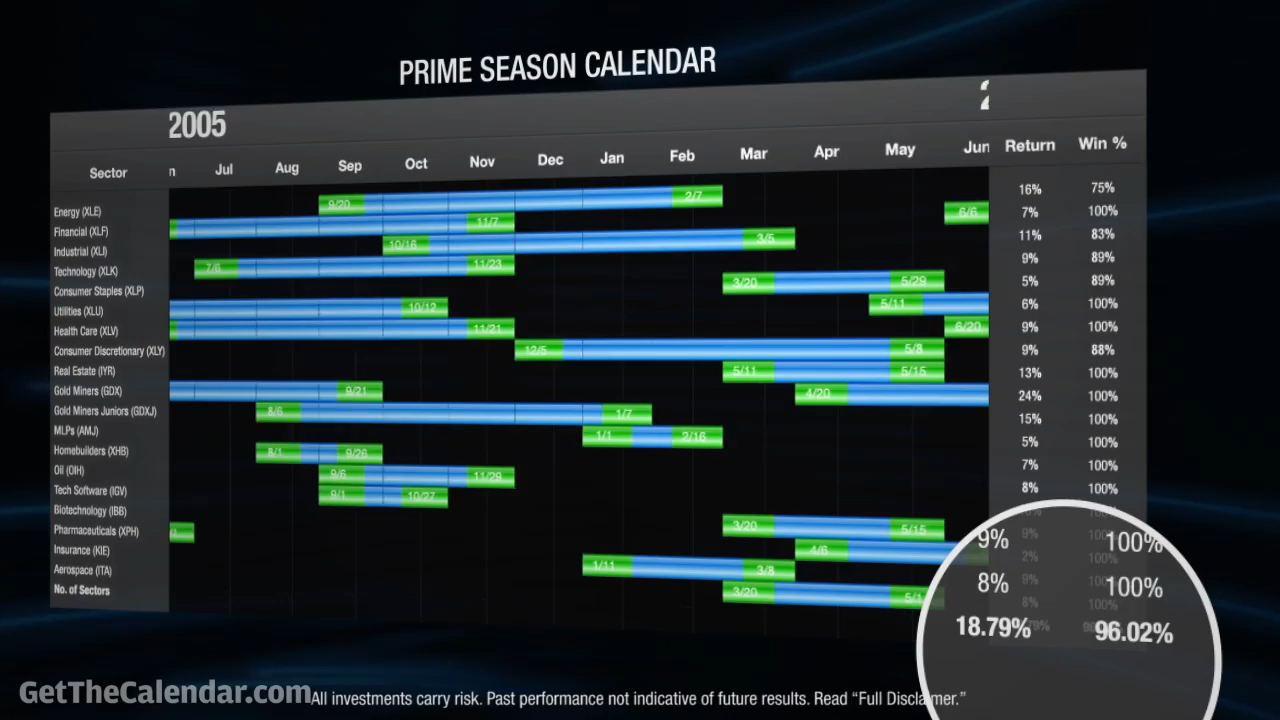 PRIME SEASON CALENDAR
2005
Sector n Jul Aug Sep Oct Nov Dec Jan Feb Mar Apr May Jun Return Win %
Energy (XLE) 9/20 2/7 16% 75%
Financial (XLF) 11/7 6/6 7% 100%
Industrial (XLI) 10/16 3/5 11% 83%
Technology (XLK) 7/6 11/23 9% 89%
Consumer Staples (XLP) 3/20 5/29 5% 89%
Utilities (XLU) 10/12 5/11 6% 100%
Health Care (XLV) 11/21 6/20 9% 100%
Consumer Discretionary (XLY) 12/5 5/8 9% 88%
Real Estate (IYR) 5/11 5/15 13% 100%
Gold Miners (GDX) 9/21 4/20 24% 100%
Gold Miners Juniors (GDXJ) 8/6 1/7 15% 100%
MLPs (AMJ) 1/1 2/16 5% 100%
Homebuilders (XHB) 8/1 9/26 7% 100%
Oil (OIH) 9/6 11/29 8% 100%
Tech Software (IGV) 9/1 10/27
Biotechnology (IBB) 3/20 5/15 9%
Pharmaceuticals (XPH) 4/6 2%
Insurance (KIE) 1/11 3/8 9% 100%
Aerospace (ITA) 3/20 8% 100%
No. of Sectors
9% 100%
8% 100%
18.79% 96.02%
GetTheCalendar.com
All investments carry risk. Past performance not indicative of future results. Read “Full Disclaimer.”